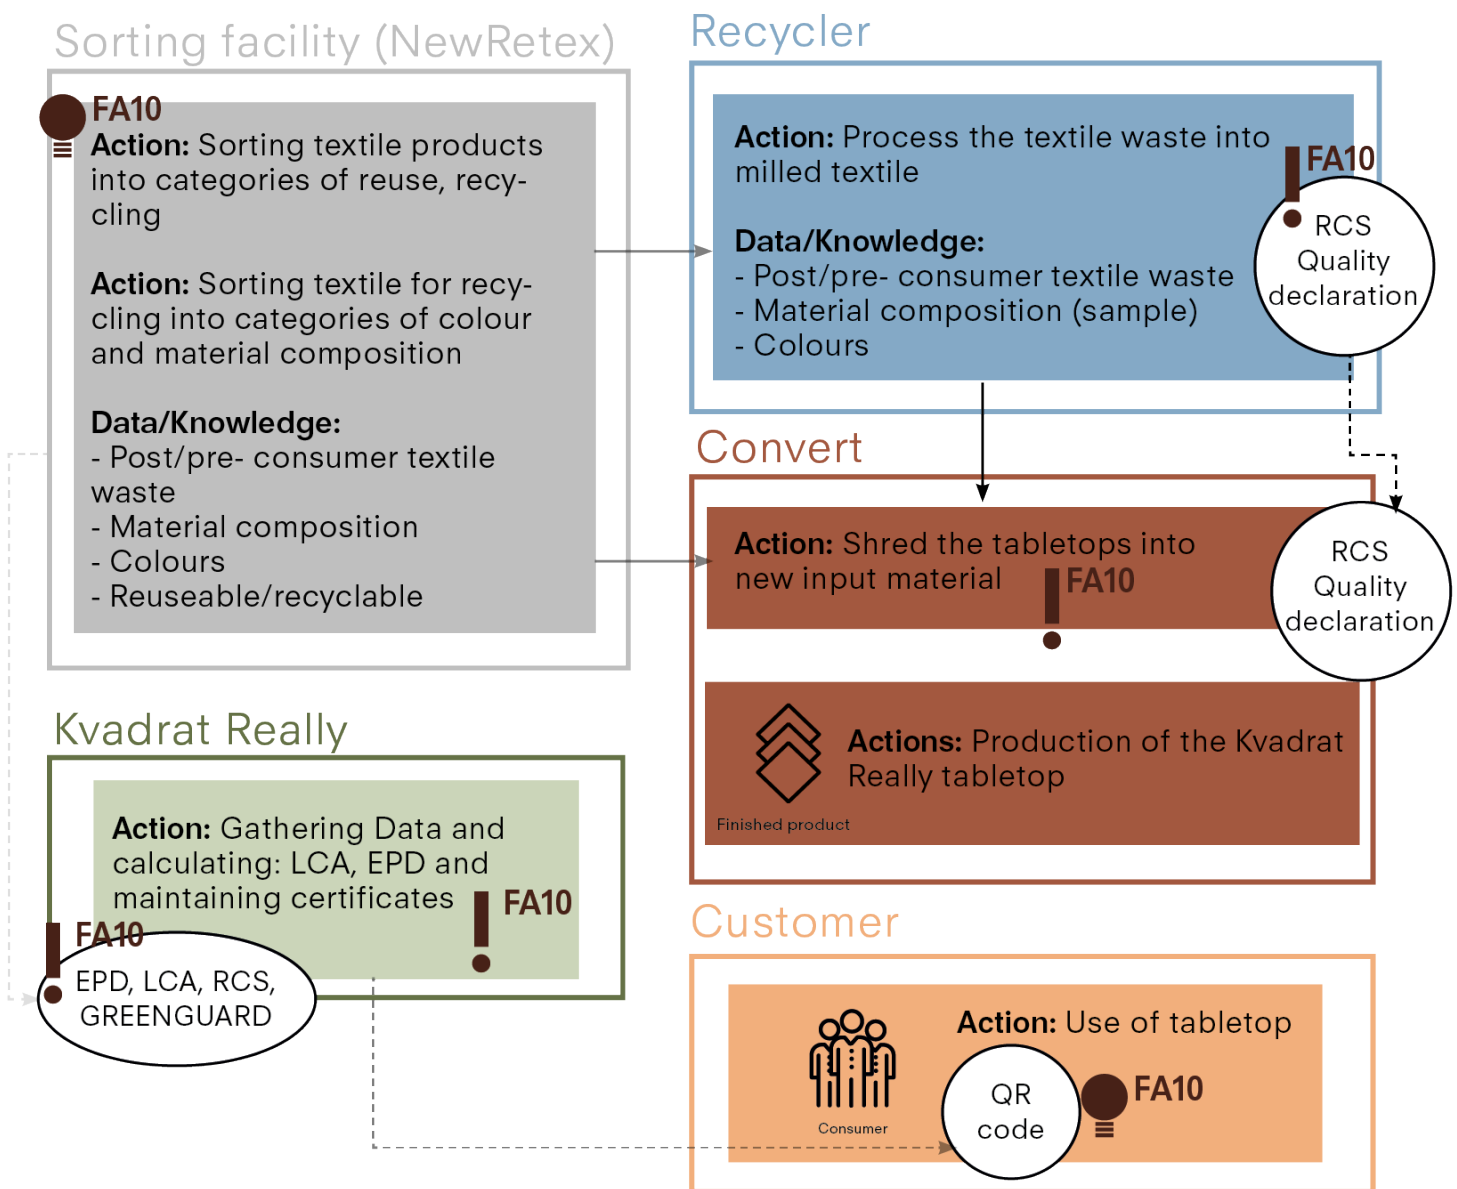 Sorting facility (NewRetex)
FA10
Action: Sorting textile products
into categories of reuse, recy-
cling
Action: Sorting textile for recy-
cling into categories of colour
and material composition
Data/Knowledge:
- Post/pre- consumer textile
waste
- Material composition
- Colours
- Reuseable/recyclable
Recycler
Action: Process the textile waste into
milled textile
Data/Knowledge:
- Post/pre- consumer textile waste
- Material composition (sample)
- Colours
FA10
RCS
Quality
declaration
Convert
Action: Shred the tabletops into
new input material
FA10
RCS
Quality
declaration
Actions: Production of the Kvadrat
Really tabletop
Finished product
Kvadrat Really
Action: Gathering Data and
calculating: LCA, EPD and
maintaining certificates
FA10
FA10
EPD, LCA, RCS,
GREENGUARD
Customer
Action: Use of tabletop
Consumer
QR
code
FA10